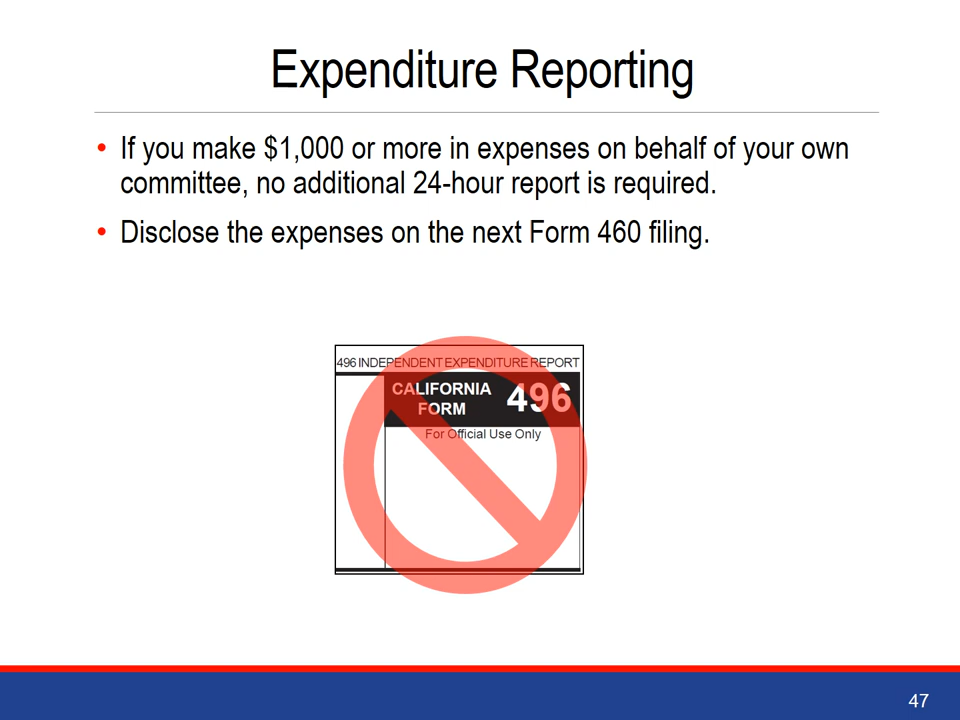 Expenditure Reporting
• If you make $1,000 or more in expenses on behalf of your own
committee, no additional 24-hour report is required.
• Disclose the expenses on the next Form 460 filing.
496 INDEPENDENT EXPENDITURE REPORT
CALIFORNIA
FORM 496
For Official Use Only
47